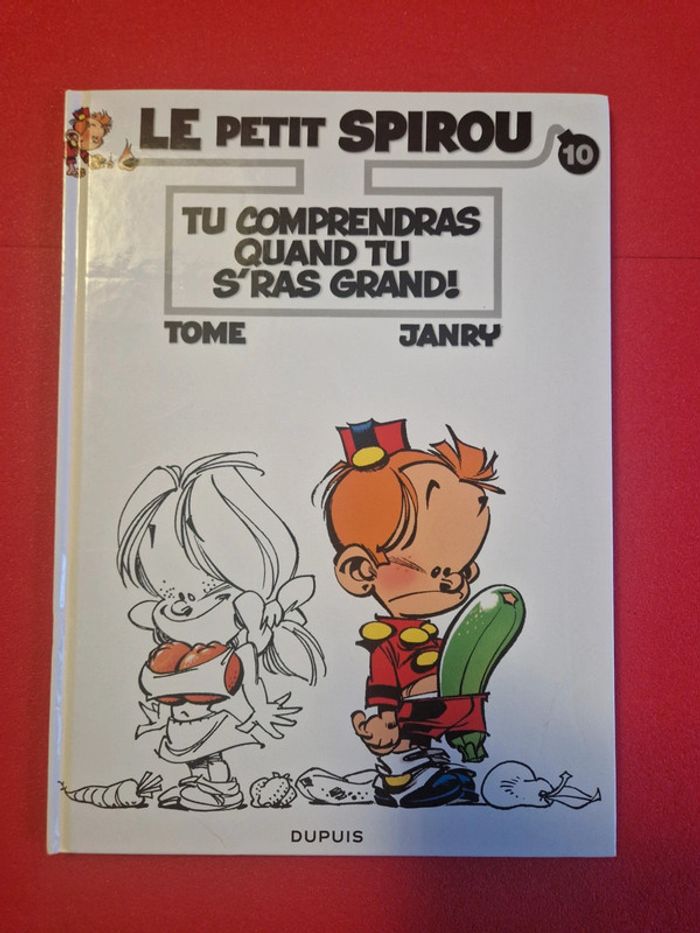 LE PETIT SPIROU
10
TU COMPRENDRAS
QUAND TU
S'RAS GRAND!
TOME JANRY
DUPUIS